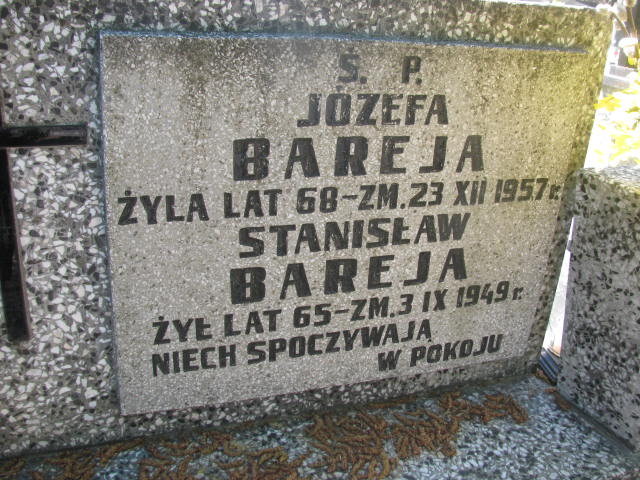 Ś. P.
JÓZEFA
BAREJA
ŻYLA LAT 68-ZM. 23 XII 1957 r.
STANISŁAW
BAREJA
ŻYŁ LAT 65-ZM. 3 IX 1949 r.
NIECH SPOCZYWAJĄ
W POKOJU